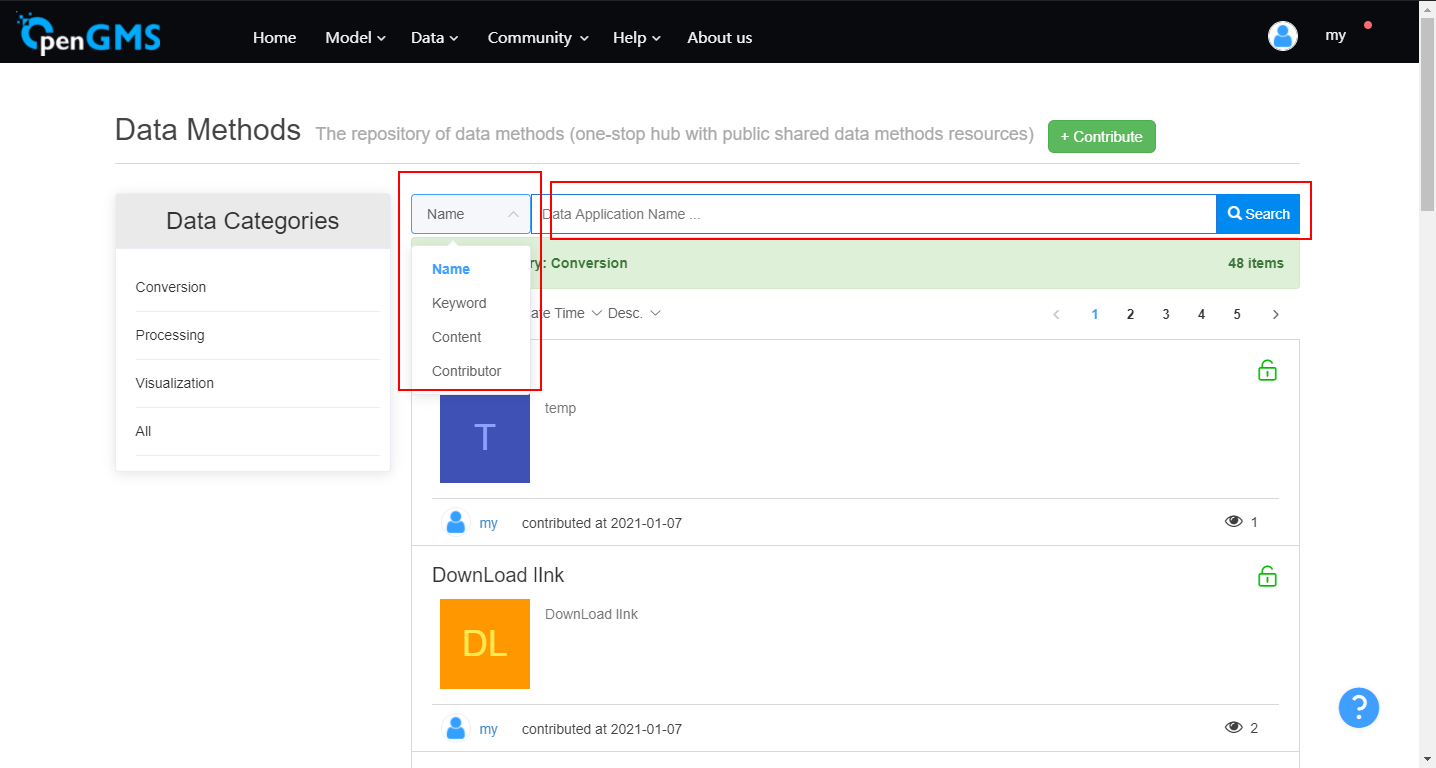 OpenGMS
Home Model Data Community Help About us my
Data Methods The repository of data methods (one-stop hub with public shared data methods resources) + Contribute
Data Categories
Conversion
Processing
Visualization
All
Name Data Application Name ... Search
Name
Keyword
Content
Contributor
: Conversion 48 items
Time Desc. 1 2 3 4 5
T
temp
my contributed at 2021-01-07 1
DownLoad lInk
DL
DownLoad lInk
my contributed at 2021-01-07 2
?